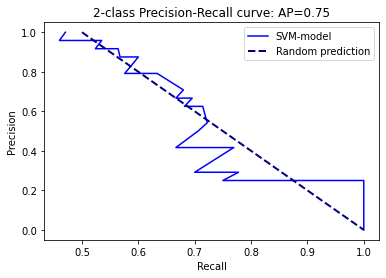 2-class Precision-Recall curve: AP=0.75
SVM-model
Random prediction
Precision
1.0
0.8
0.6
0.4
0.2
0.0
0.5
0.6
0.7
0.8
0.9
1.0
Recall